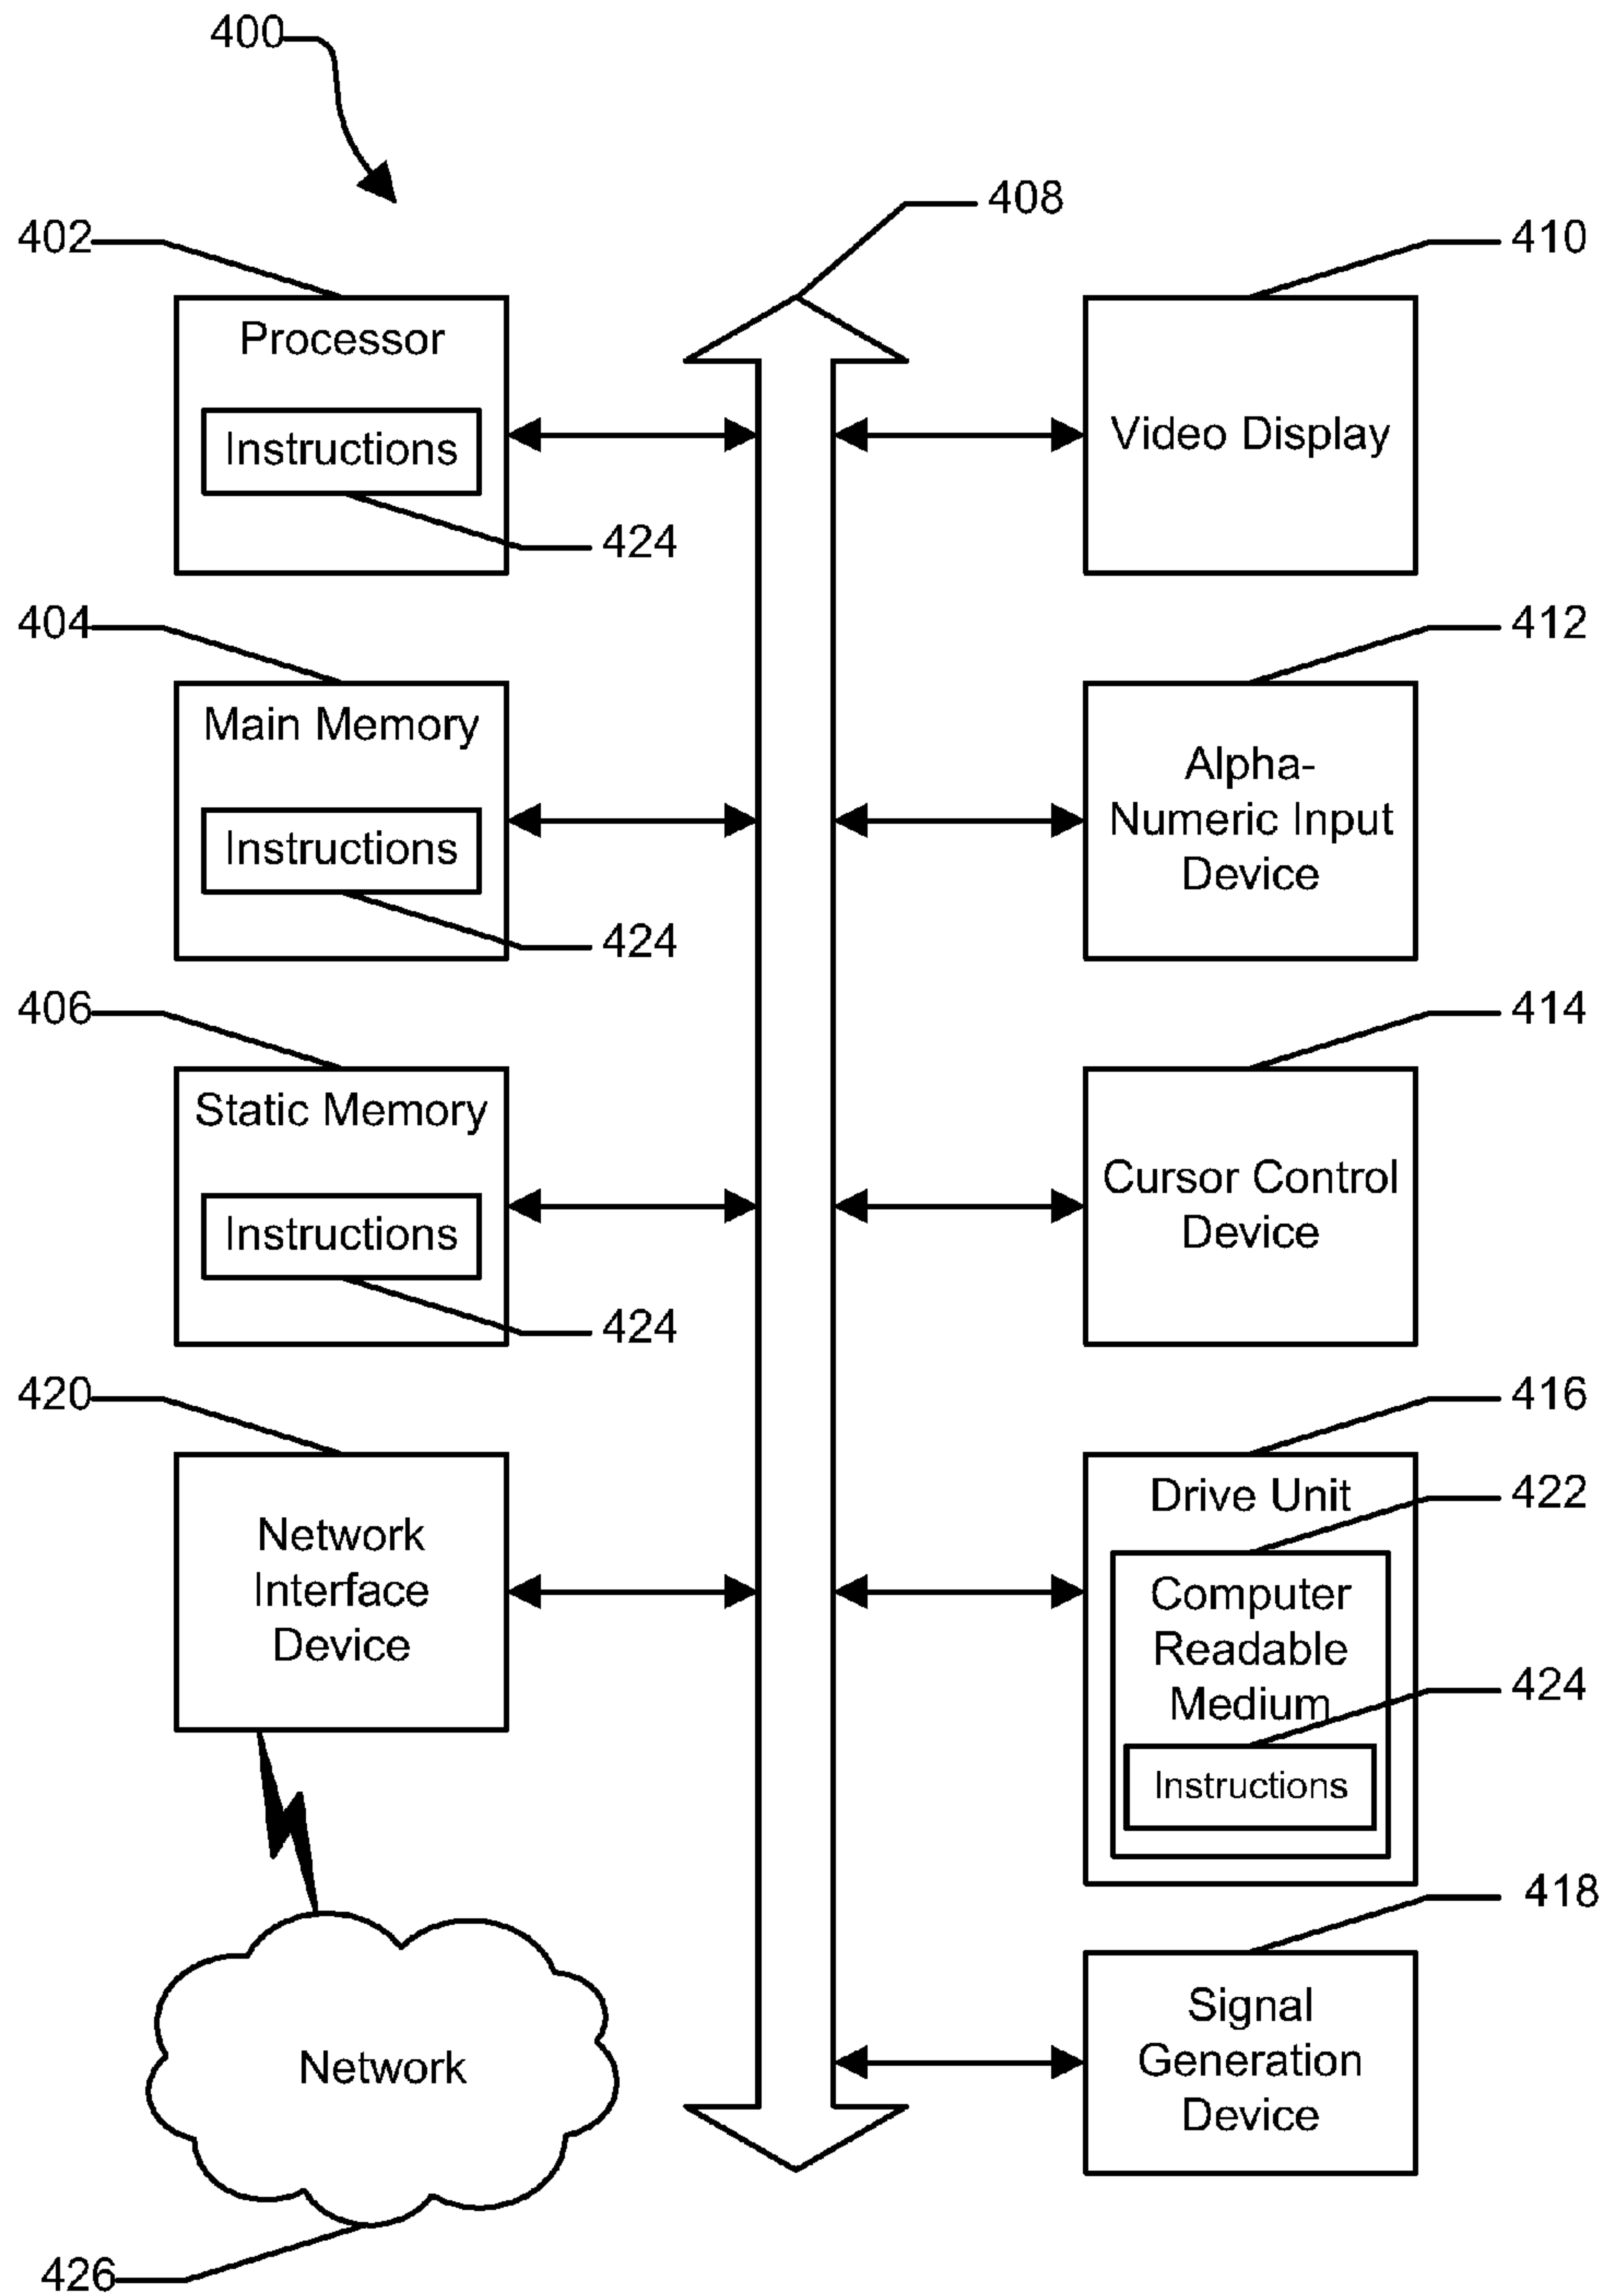 400
408
402
410
Processor
Instructions
424
Video Display
404
412
Main Memory
Instructions
424
Alpha-
Numeric Input
Device
406
414
Static Memory
Instructions
424
Cursor Control
Device
420
416
Network
Interface
Device
Drive Unit
422
Computer
Readable
Medium
424
Instructions
418
Signal
Generation
Device
Network
426